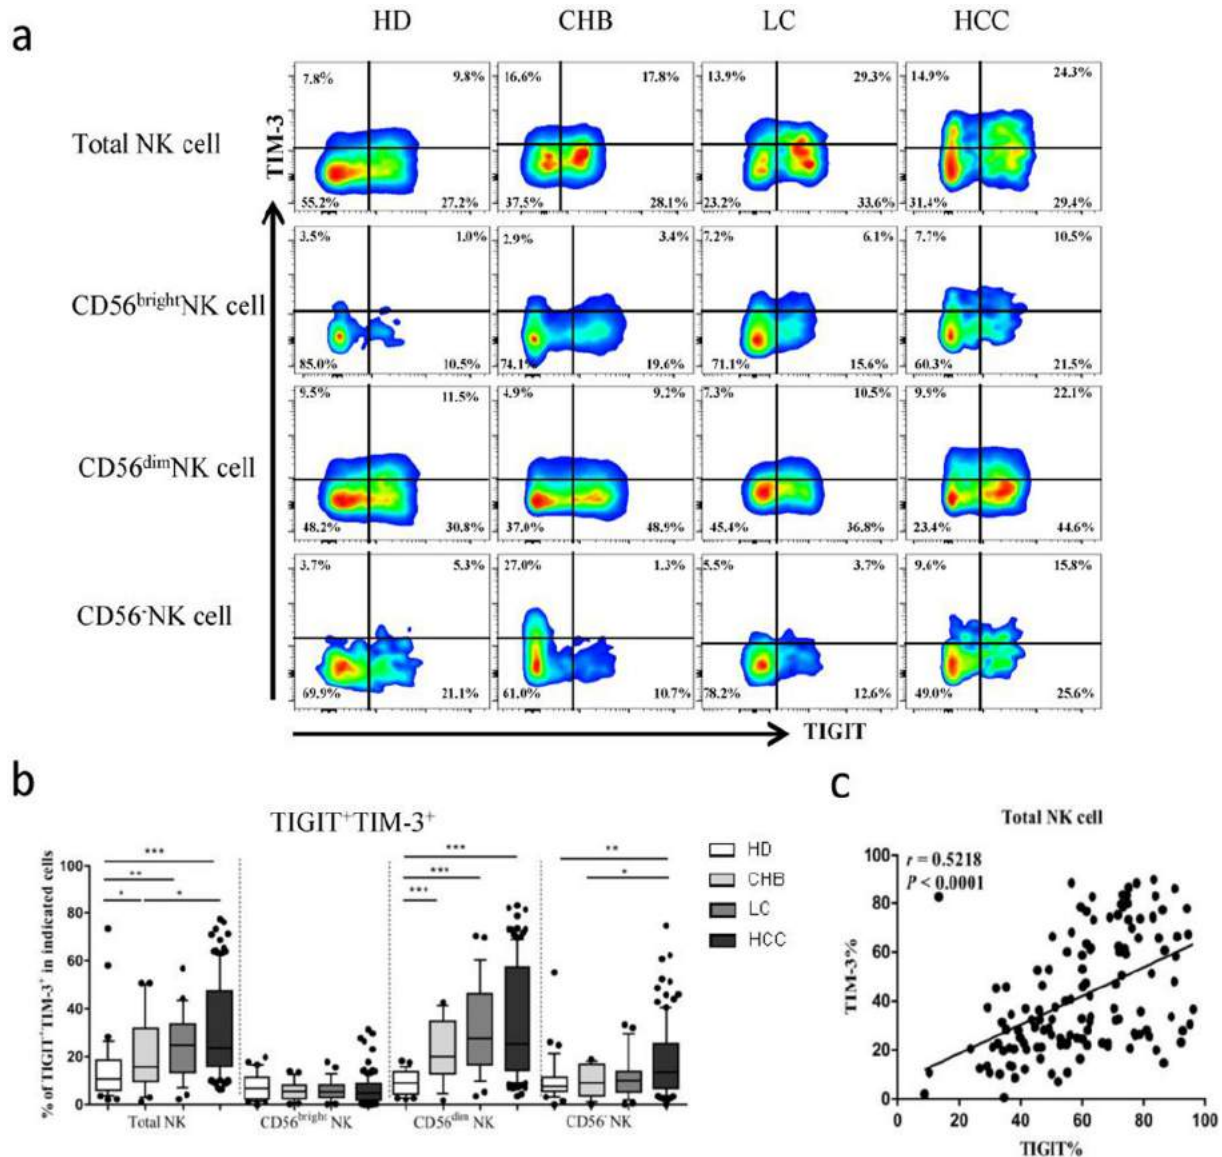 a
HD CHB LC HCC
TIM-3
Total NK cell
7.8% 9.8% 16.6% 17.8% 13.9% 29.3% 14.9% 24.3%
55.2% 27.2% 37.5% 28.1% 23.2% 33.6% 31.4% 29.4%
CD56brightNK cell
3.5% 1.0% 2.9% 3.4% 7.2% 6.1% 7.7% 10.5%
85.0% 10.5% 74.1% 19.6% 71.1% 15.6% 60.3% 21.5%
CD56dimNK cell
9.5% 11.5% 4.9% 9.2% 7.3% 10.5% 9.9% 22.1%
48.2% 30.8% 37.0% 48.9% 45.4% 36.8% 23.4% 44.6%
CD56-NK cell
3.7% 5.3% 27.0% 1.3% 5.5% 3.7% 9.6% 15.8%
69.9% 21.1% 61.0% 10.7% 78.2% 12.6% 49.0% 25.6%
TIGIT
b
TIGIT+TIM-3+
% of TIGIT+TIM-3+ in indicated cells
100
80
60
40
20
0
*** ** * *
*** *** ***
** *
Total NK CD56bright NK CD56dim NK CD56-NK
HD
CHB
LC
HCC
c
Total NK cell
r = 0.5218
P < 0.0001
TIM-3%
100
80
60
40
20
0
0 20 40 60 80 100
TIGIT%